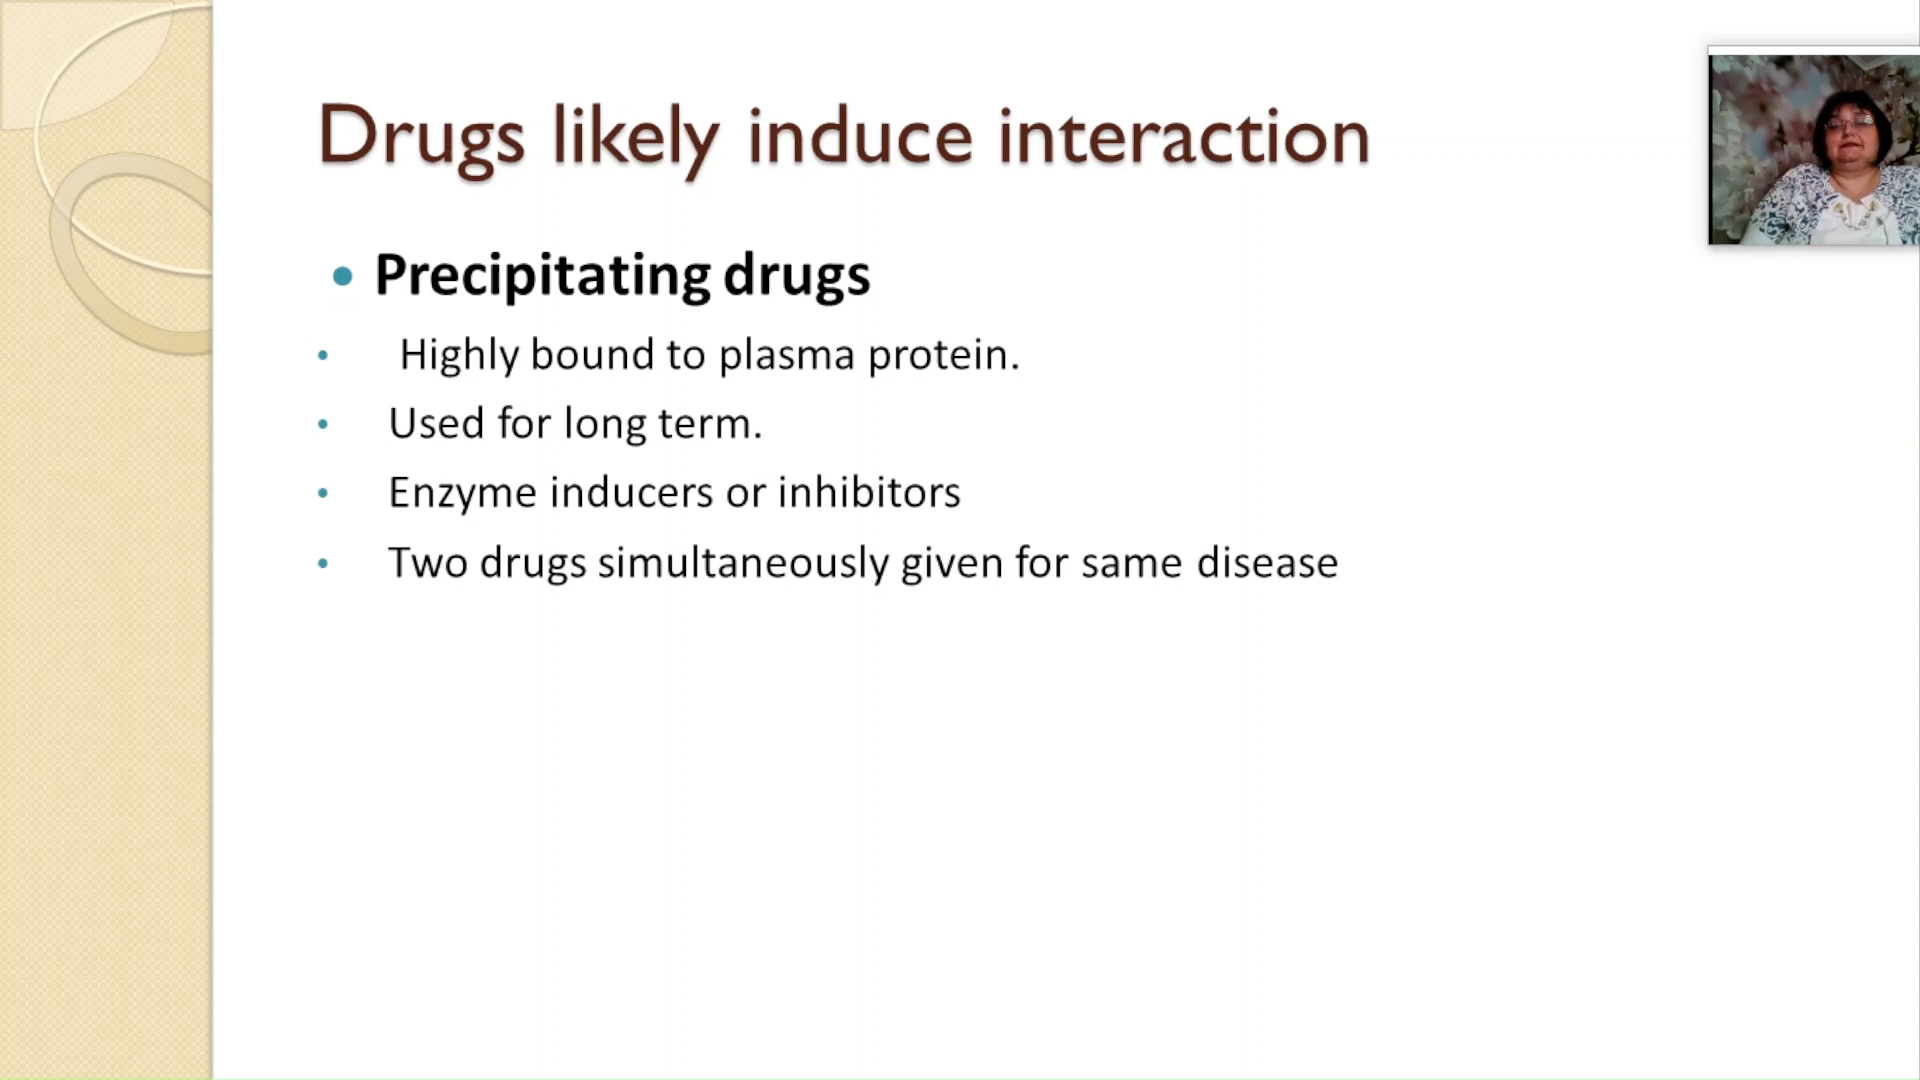 Drugs likely induce interaction
• Precipitating drugs
• Highly bound to plasma protein.
• Used for long term.
• Enzyme inducers or inhibitors
• Two drugs simultaneously given for same disease